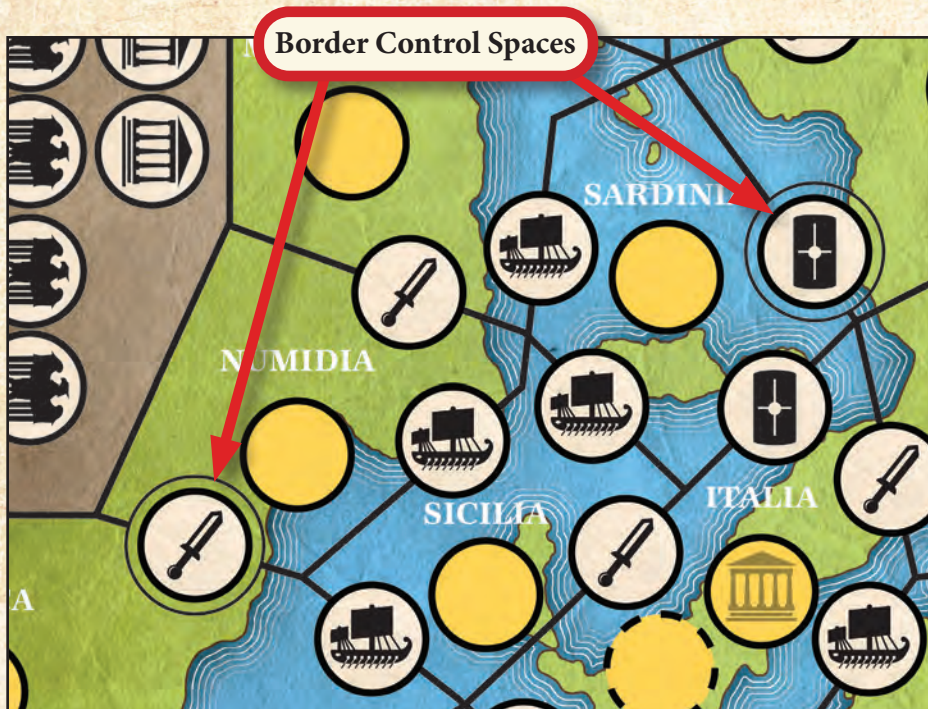 Border Control Spaces
SARDINI
NUMIDIA
SICILIA
ITALIA
A